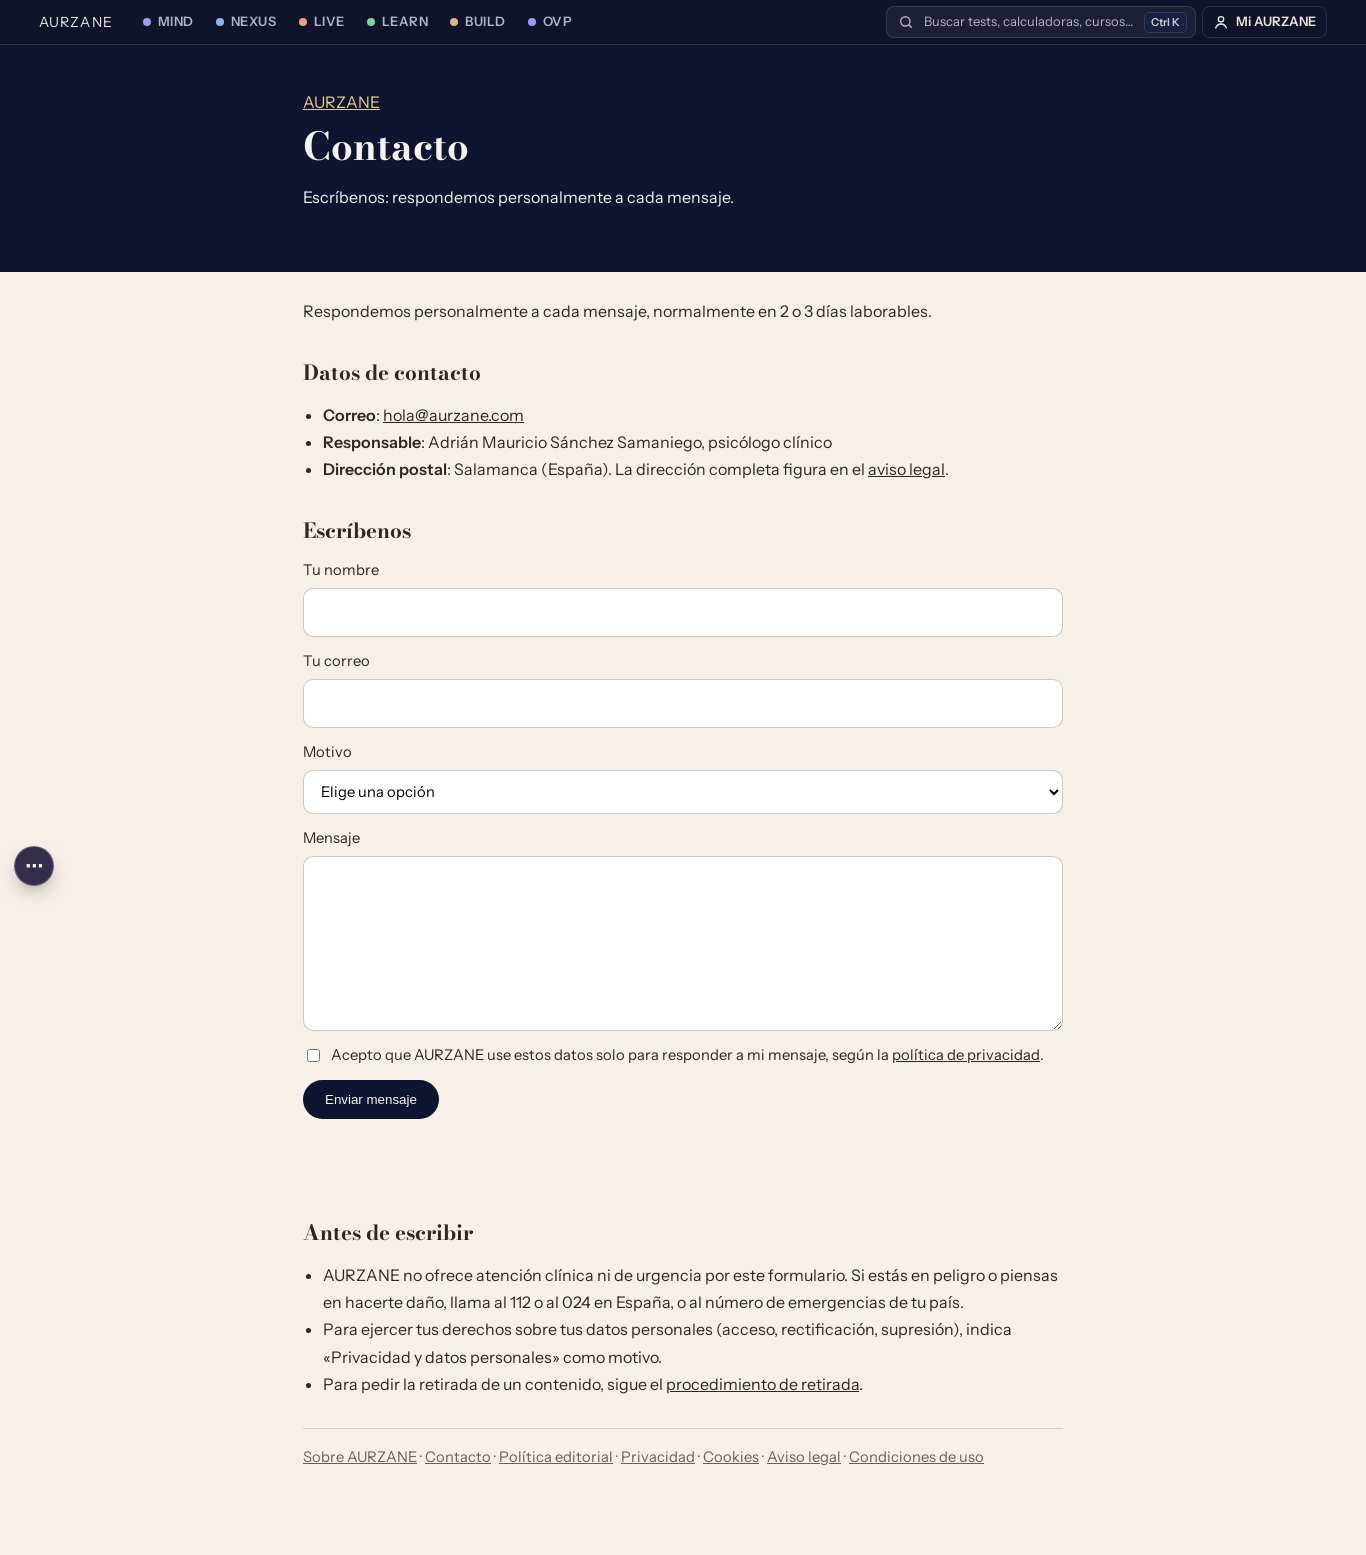 AURZANE MIND NEXUS LIVE LEARN BUILD OVP Buscar tests, calculadoras, cursos... Ctrl K Mi AURZANE
AURZANE
Contacto
Escríbenos: respondemos personalmente a cada mensaje.
Respondemos personalmente a cada mensaje, normalmente en 2 o 3 días laborables.
Datos de contacto
• Correo: hola@aurzane.com
• Responsable: Adrián Mauricio Sánchez Samaniego, psicólogo clínico
• Dirección postal: Salamanca (España). La dirección completa figura en el aviso legal.
Escríbenos
Tu nombre
Tu correo
Motivo
Elige una opción
Mensaje
Acepto que AURZANE use estos datos solo para responder a mi mensaje, según la política de privacidad.
Enviar mensaje
Antes de escribir
• AURZANE no ofrece atención clínica ni de urgencia por este formulario. Si estás en peligro o piensas
en hacerte daño, llama al 112 o al 024 en España, o al número de emergencias de tu país.
• Para ejercer tus derechos sobre tus datos personales (acceso, rectificación, supresión), indica
«Privacidad y datos personales» como motivo.
• Para pedir la retirada de un contenido, sigue el procedimiento de retirada.
Sobre AURZANE · Contacto · Política editorial · Privacidad · Cookies · Aviso legal · Condiciones de uso